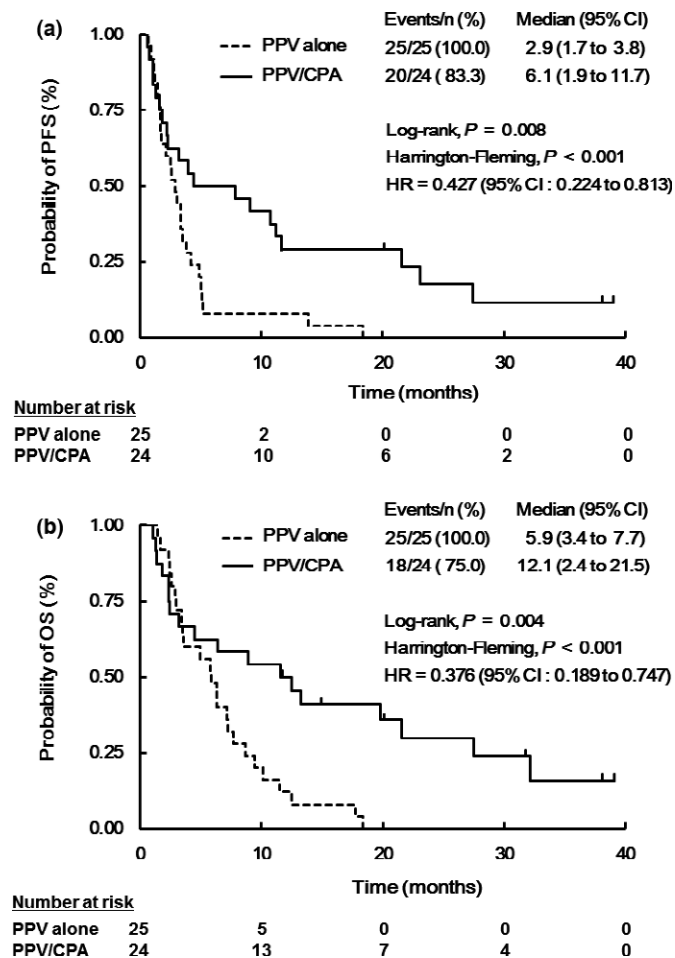 (a)
Events/n (%) Median (95% CI)
PPV alone 25/25 (100.0) 2.9 (1.7 to 3.8)
PPV/CPA 20/24 ( 83.3) 6.1 (1.9 to 11.7)
Log-rank, P = 0.008
Harrington-Fleming, P < 0.001
HR = 0.427 (95% CI : 0.224 to 0.813)
Probability of PFS (%)
1.00
0.75
0.50
0.25
0.00
0 10 20 30 40
Time (months)
Number at risk
PPV alone 25 2 0 0 0
PPV/CPA 24 10 6 2 0
(b)
Events/n (%) Median (95% CI)
PPV alone 25/25 (100.0) 5.9 (3.4 to 7.7)
PPV/CPA 18/24 ( 75.0) 12.1 (2.4 to 21.5)
Log-rank, P = 0.004
Harrington-Fleming, P < 0.001
HR = 0.376 (95% CI : 0.189 to 0.747)
Probability of OS (%)
1.00
0.75
0.50
0.25
0.00
0 10 20 30 40
Time (months)
Number at risk
PPV alone 25 5 0 0 0
PPV/CPA 24 13 7 4 0